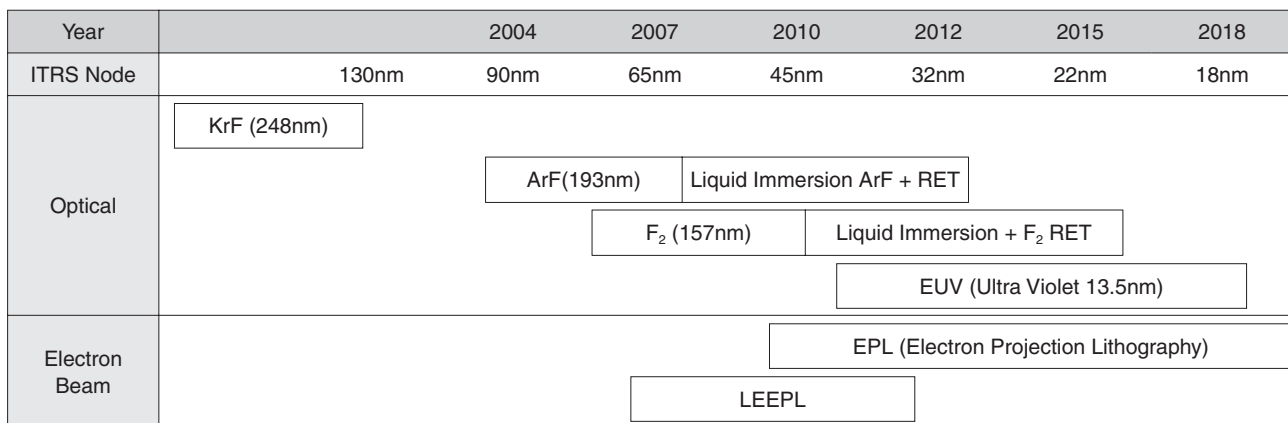 Year 2004 2007 2010 2012 2015 2018
ITRS Node 130nm 90nm 65nm 45nm 32nm 22nm 18nm
Optical
KrF (248nm)
ArF(193nm) Liquid Immersion ArF + RET
F₂ (157nm) Liquid Immersion + F₂ RET
EUV (Ultra Violet 13.5nm)
Electron
Beam
EPL (Electron Projection Lithography)
LEEPL